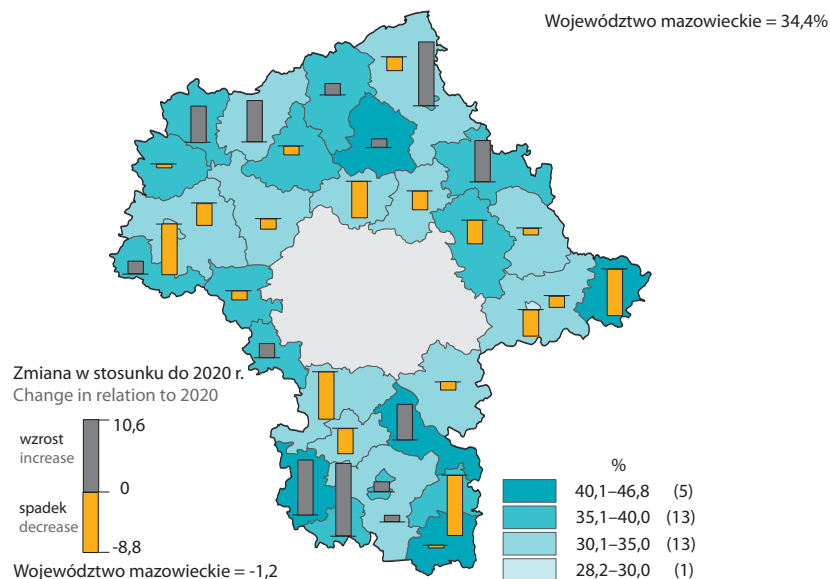 Województwo mazowieckie = 34,4%
Zmiana w stosunku do 2020 r.
Change in relation to 2020
10,6
wzrost
increase
0
spadek
decrease
-8,8
Województwo mazowieckie = -1,2
%
40,1–46,8 (5)
35,1–40,0 (13)
30,1–35,0 (13)
28,2–30,0 (1)